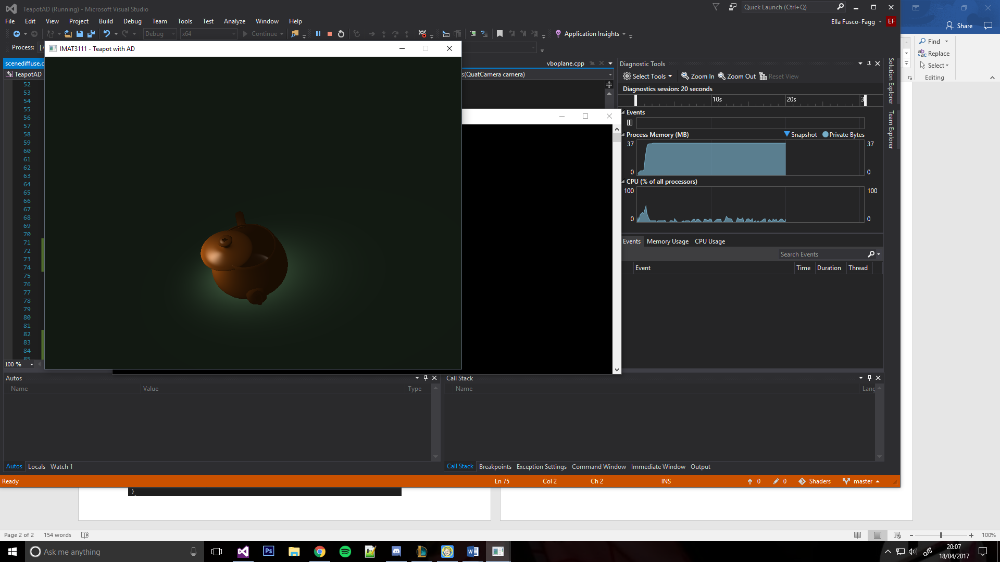 TeapotAD (Running) - Microsoft Visual Studio
Quick Launch (Ctrl+Q)
File Edit View Project Build Debug Team Tools Test Analyze Window Help
Ella Fusco-Fagg EF
Share
Debug x64 Continue Application Insights
Find
Process: [7
IMAT3111 - Teapot with AD
Replace
scenediffuse.c
vboplane.cpp
Diagnostic Tools
Select
TeapotAD
s(QuatCamera camera)
Select Tools Zoom In Zoom Out Reset View
Editing
Solution Explorer
Team Explorer
Diagnostics session: 20 seconds
10s 20s 3
Events
Process Memory (MB) Snapshot Private Bytes
37 37
0 0
CPU (% of all processors)
100 100
0 0
Events Memory Usage CPU Usage
Search Events
Event Time Duration Thread
52
53
54
55
56
57
58
59
60
61
62
63
64
65
66
67
68
69
70
71
72
73
74
75
76
77
78
79
80
81
82
83
84
85
100 %
Autos
Name Value Type
Call Stack
Name Lang
Autos Locals Watch 1
Call Stack Breakpoints Exception Settings Command Window Immediate Window Output
Ready Ln 75 Col 2 Ch 2 INS 0 0 Shaders master
}
Page 2 of 2 154 words 100%
Ask me anything
Ps
20:07
18/04/2017